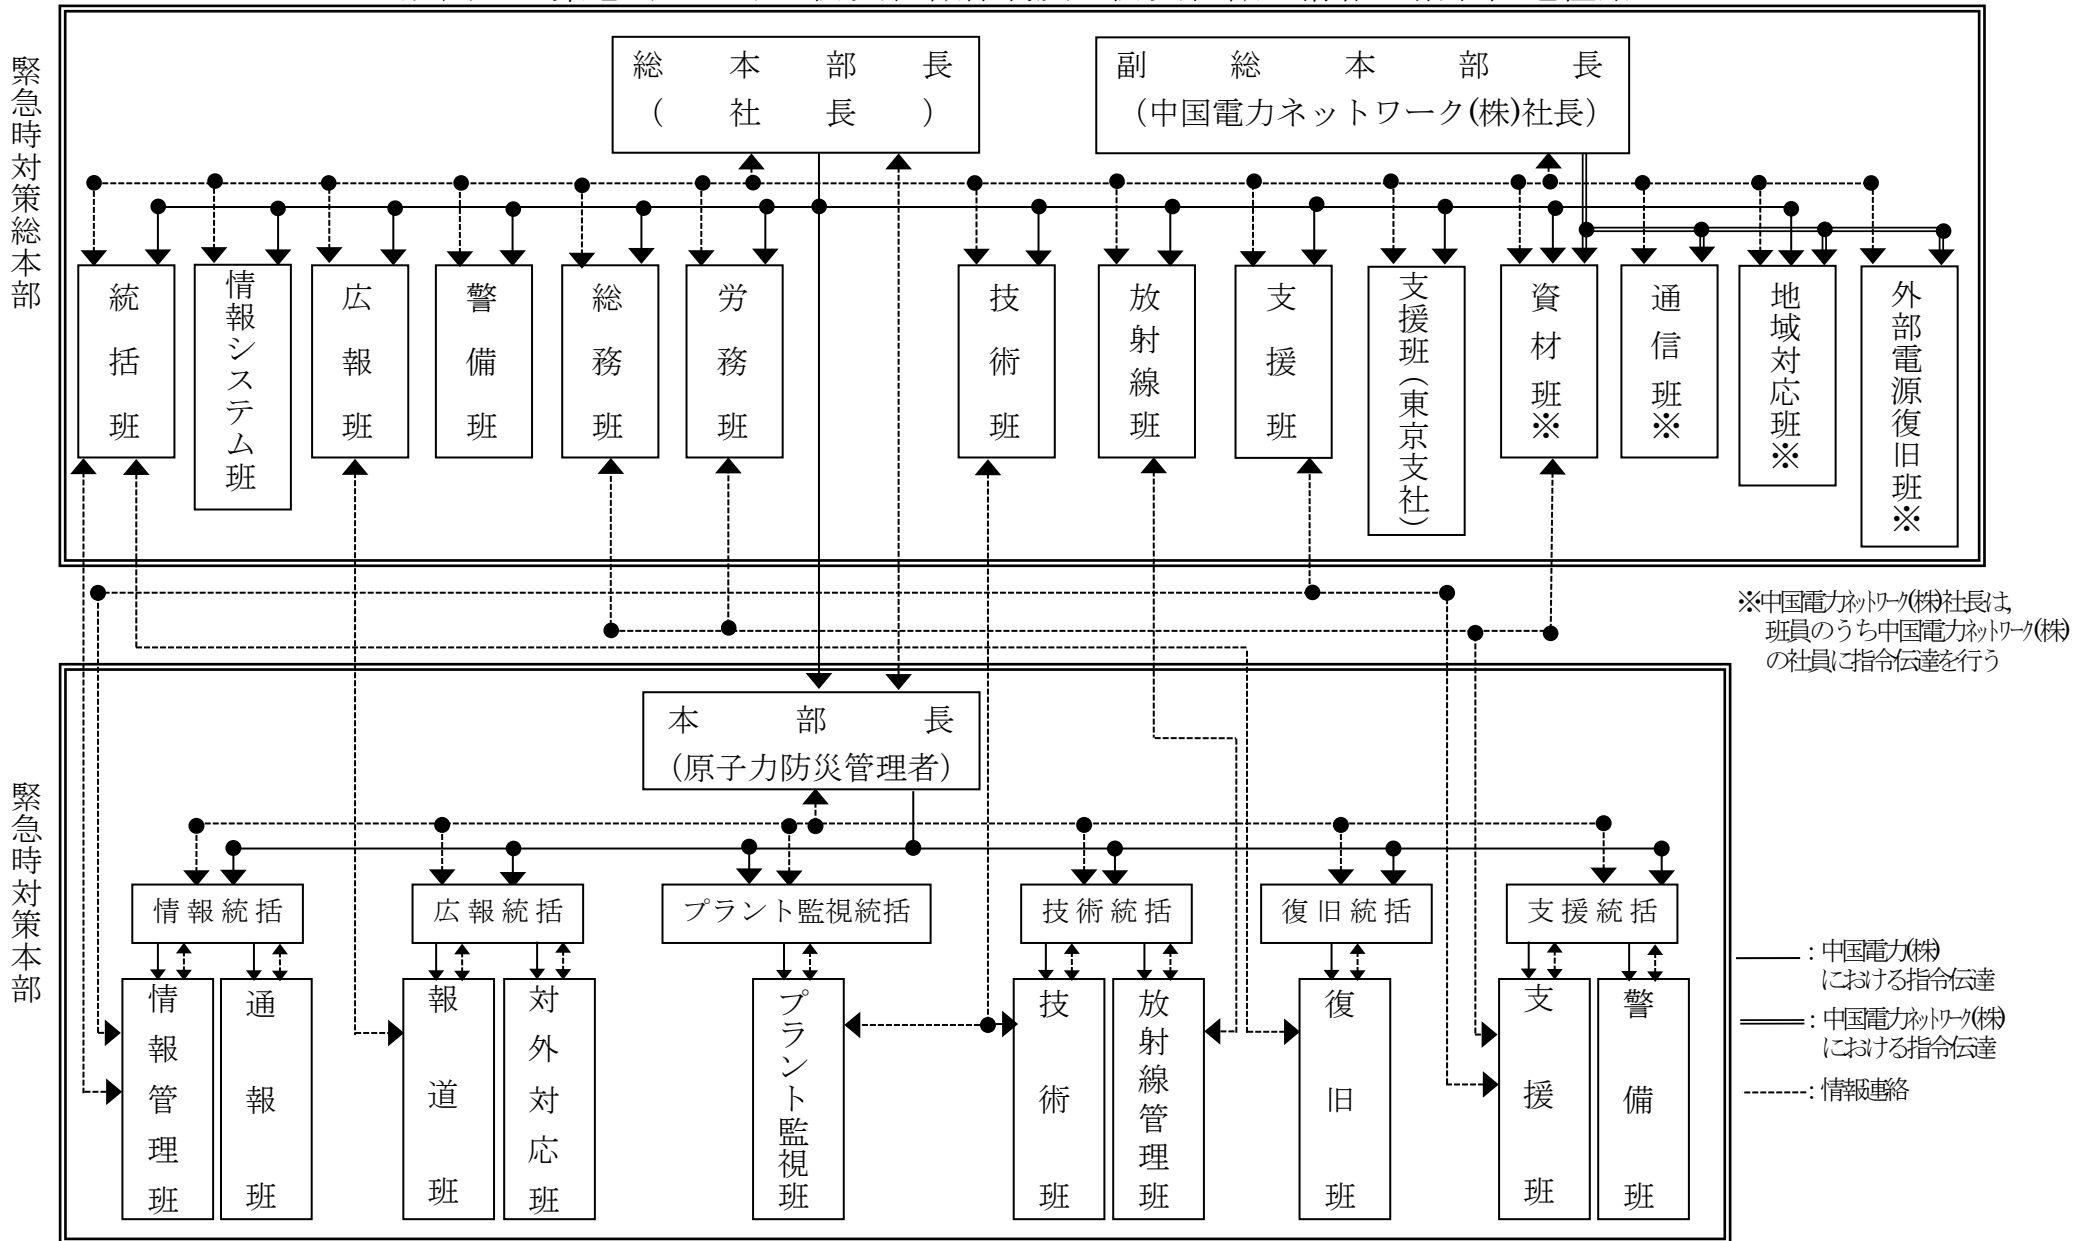 緊急時対策総本部
総本部長
(社長)
副総本部長
(中国電力ネットワーク(株)社長)
統括班
情報システム班
広報班
警備班
総務班
労務班
技術班
放射線班
支援班
支援班(東京支社)
資材班※
通信班※
地域対応班※
外部電源復旧班※
※中国電力ネットワーク(株)社長は,
班員のうち中国電力ネットワーク(株)
の社員に指令伝達を行う
緊急時対策本部
本部長
(原子力防災管理者)
情報統括
広報統括
プラント監視統括
技術統括
復旧統括
支援統括
情報管理班
通報班
報道班
対外対応班
プラント監視班
技術班
放射線管理班
復旧班
支援班
警備班
:中国電力(株)
における指令伝達
:中国電力ネットワーク(株)
における指令伝達
:情報連絡